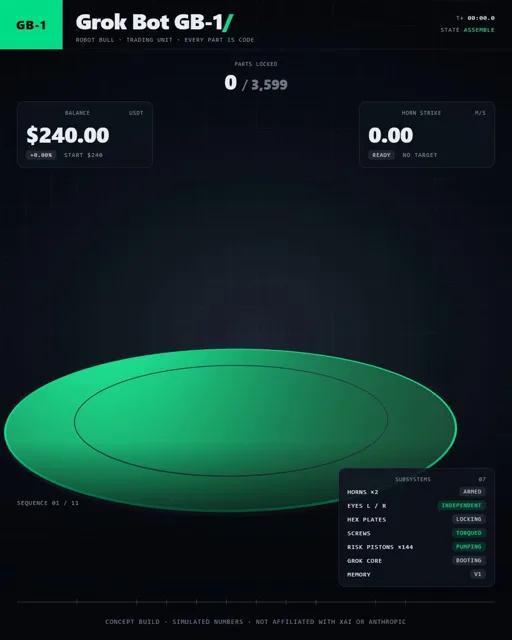 GB-1
Grok Bot GB-1/
ROBOT BULL · TRADING UNIT · EVERY PART IS CODE
T+ 00:00.0
STATE ASSEMBLE
PARTS LOCKED
0 / 3,599
BALANCE USDT
$240.00
+0.00% START $240
HORN STRIKE M/S
0.00
READY NO TARGET
SUBSYSTEMS 07
HORNS ×2 ARMED
EYES L / R INDEPENDENT
HEX PLATES LOCKING
SCREWS TORQUED
RISK PISTONS ×144 PUMPING
GROK CORE BOOTING
MEMORY V1
SEQUENCE 01 / 11
CONCEPT BUILD · SIMULATED NUMBERS · NOT AFFILIATED WITH XAI OR ANTHROPIC